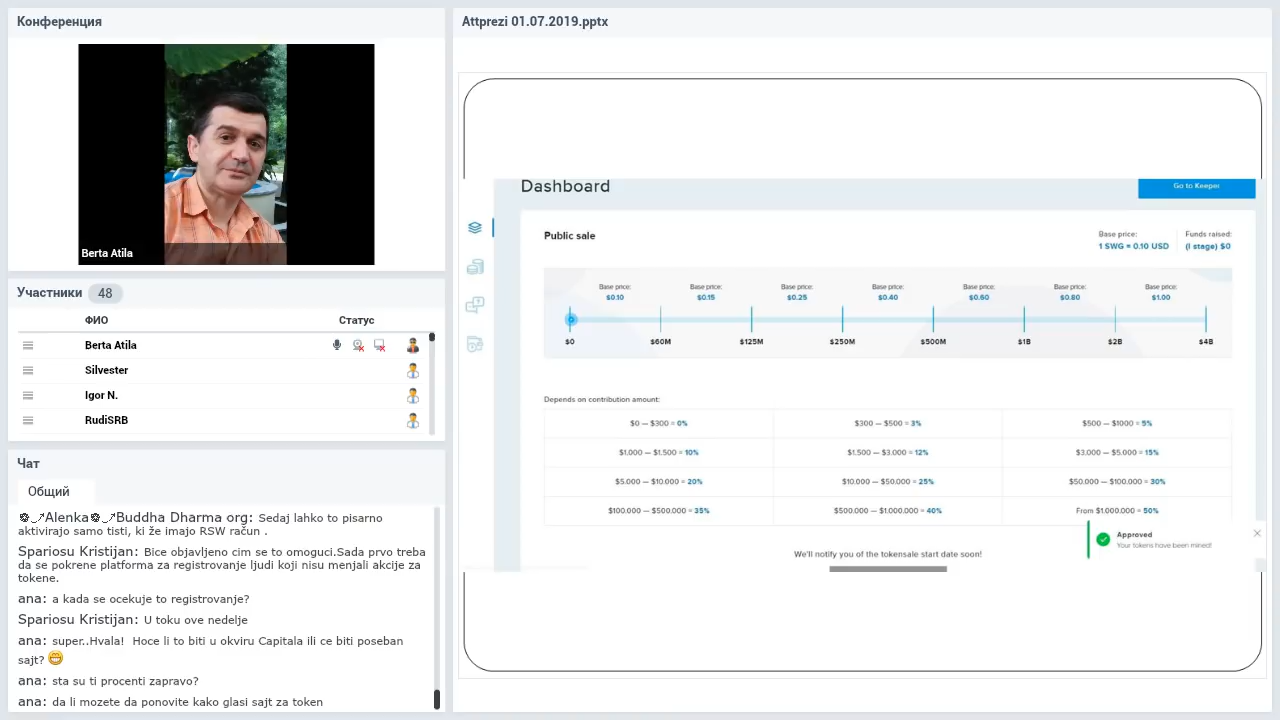 Конференция
Berta Atila
Участники 48
ФИО Статус
Berta Atila
Silvester
Igor N.
RudiSRB
Чат
Общий
Alenka Buddha Dharma org: Sedaj lahko to pisarno
aktivirajo samo tisti, ki že imajo RSW račun .
Spariosu Kristijan: Bice objavljeno cim se to omoguci.Sada prvo treba
da se pokrene platforma za registrovanje ljudi koji nisu menjali akcije za
tokene.
ana: a kada se ocekuje to registrovanje?
Spariosu Kristijan: U toku ove nedelje
ana: super..Hvala! Hoce li to biti u okviru Capitala ili ce biti poseban
sajt? 😁
ana: sta su ti procenti zapravo?
ana: da li mozete da ponovite kako glasi sajt za token
Attprezi 01.07.2019.pptx
Dashboard
Go to Keeper
Public sale
Base price: Funds raised:
1 SWG = 0.10 USD (I stage) $0
Base price: Base price: Base price: Base price: Base price: Base price: Base price:
$0.10 $0.15 $0.25 $0.40 $0.60 $0.80 $1.00
$0 $60M $125M $250M $500M $1B $2B $4B
Depends on contribution amount:
$0 — $300 = 0% $300 — $500 = 3% $500 — $1000 = 5%
$1.000 — $1.500 = 10% $1.500 — $3.000 = 12% $3.000 — $5.000 = 15%
$5.000 — $10.000 = 20% $10.000 — $50.000 = 25% $50.000 — $100.000 = 30%
$100.000 — $500.000 = 35% $500.000 — $1.000.000 = 40% From $1.000.000 = 50%
We'll notify you of the tokensale start date soon!
Approved
Your tokens have been mined!